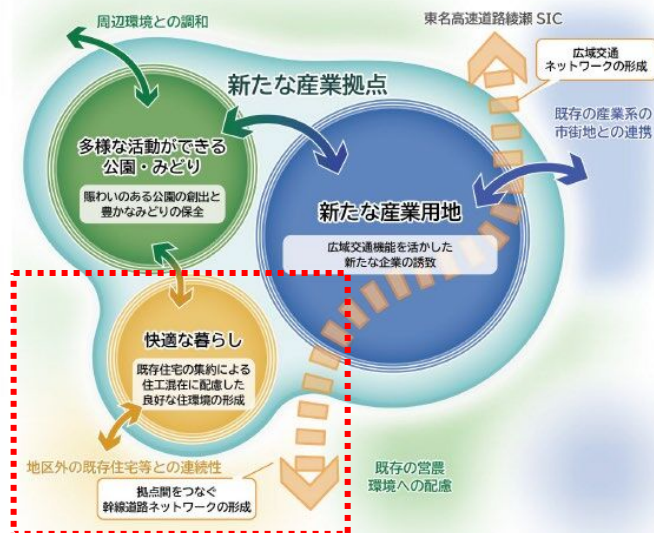 周辺環境との調和
東名高速道路綾瀬 SIC
広域交通
ネットワークの形成
新たな産業拠点
既存の産業系の
市街地との連携
多様な活動ができる
公園・みどり
賑わいのある公園の創出と
豊かなみどりの保全
新たな産業用地
広域交通機能を活かした
新たな企業の誘致
快適な暮らし
既存住宅の集約による
住工混在に配慮した
良好な住環境の形成
地区外の既存住宅等との連続性
拠点間をつなぐ
幹線道路ネットワークの形成
既存の営農
環境への配慮